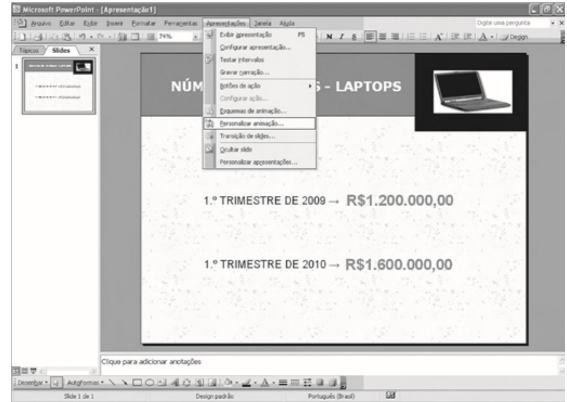 Microsoft PowerPoint - [Apresentação1]
Arquivo Editar Exibir Inserir Formatar Ferramentas Apresentações Janela Ajuda
Digite uma pergunta
74%
N I S
Design
Tópicos Slides
Exibir apresentação F5
Configurar apresentação...
Testar intervalos
Gravar narração...
Botões de ação
Configurar ação...
Esquemas de animação...
Personalizar animação...
Transição de slides...
Ocultar slide
Personalizar apresentações...
1
NÚM
S - LAPTOPS
1.º TRIMESTRE DE 2009 → R$1.200.000,00
1.º TRIMESTRE DE 2010 → R$1.600.000,00
Clique para adicionar anotações
Desenhar AutoFormas
Slide 1 de 1 Design padrão Português (Brasil)